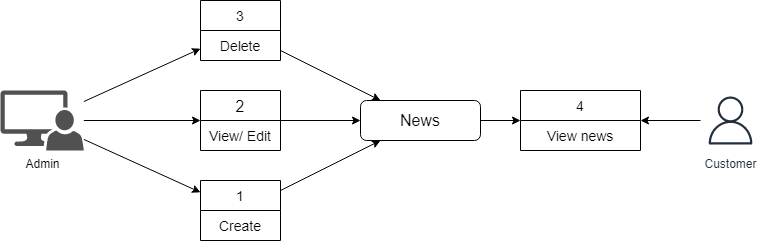 3
Delete
2
View/ Edit
1
Create
News
4
View news
Admin
Customer